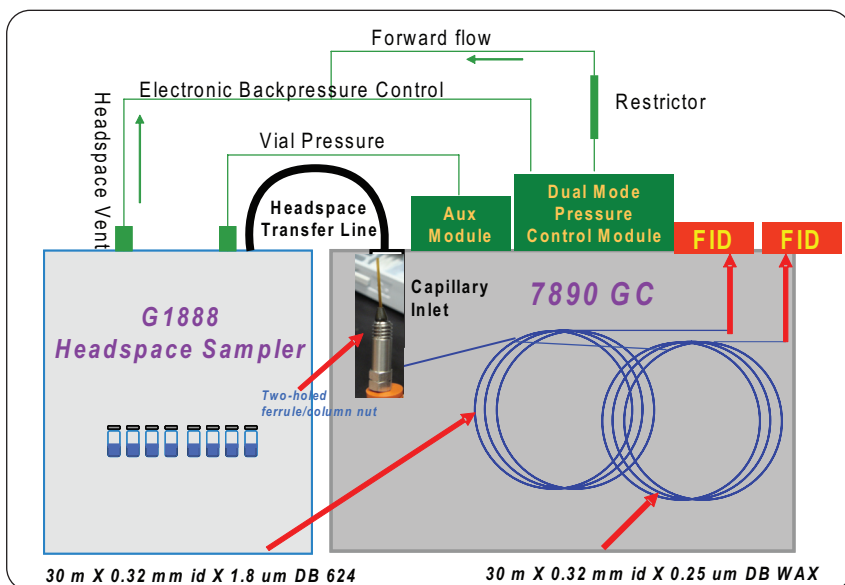 Forward flow
Electronic Backpressure Control
Restrictor
Headspace Vent
Vial Pressure
Headspace
Transfer Line
Aux
Module
Dual Mode
Pressure
Control Module
FID
FID
Capillary
Inlet
7890 GC
G1888
Headspace Sampler
Two-holed
ferrule/column nut
30 m X 0.32 mm id X 1.8 um DB 624
30 m X 0.32 mm id X 0.25 um DB WAX